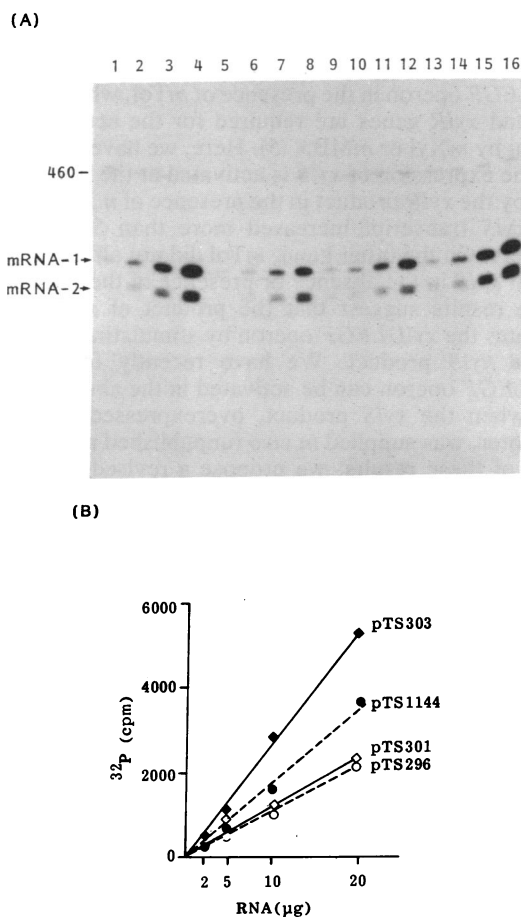 (A)
1 2 3 4 5 6 7 8 9 10 11 12 13 14 15 16
460
mRNA-1
mRNA-2
(B)
6000
4000
2000
0
32P (cpm)
2 5 10 20
RNA(µg)
pTS303
pTS1144
pTS301
pTS296